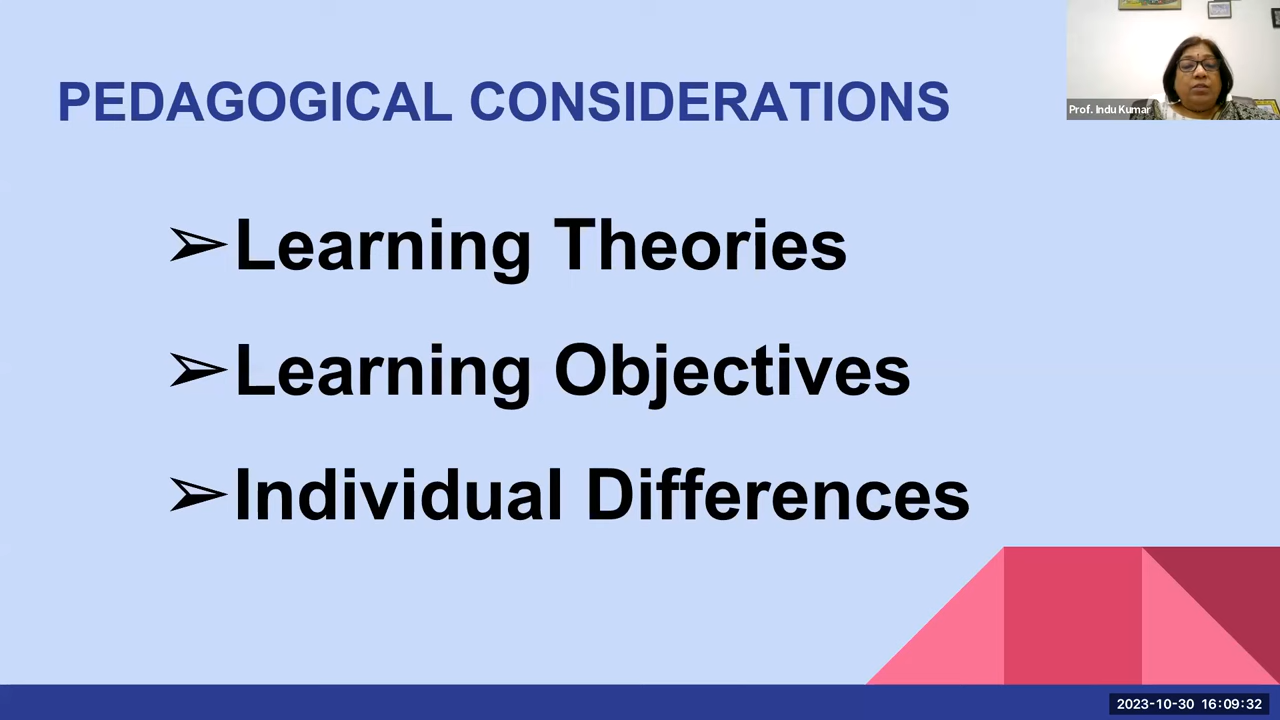 PEDAGOGICAL CONSIDERATIONS
Prof. Indu Kumar
➢Learning Theories
➢Learning Objectives
➢Individual Differences
2023-10-30 16:09:32